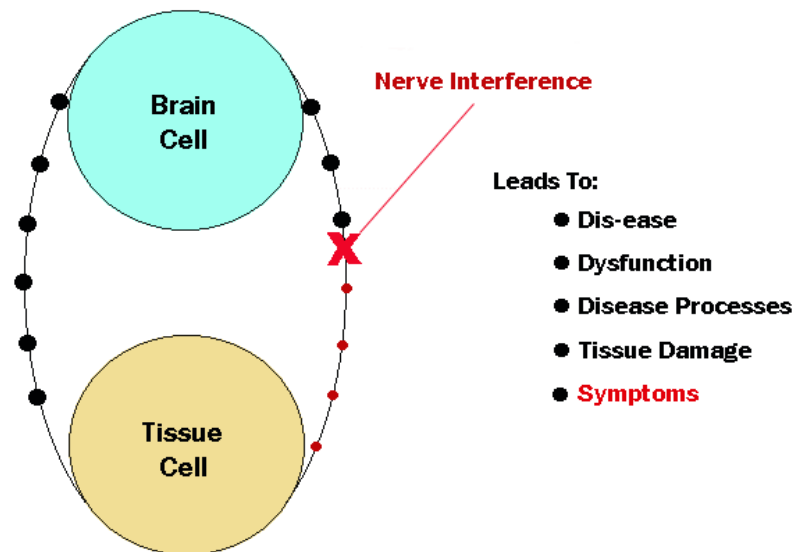 Nerve Interference
Brain
Cell
Leads To:
Dis-ease
Dysfunction
Disease Processes
Tissue Damage
Symptoms
Tissue
Cell